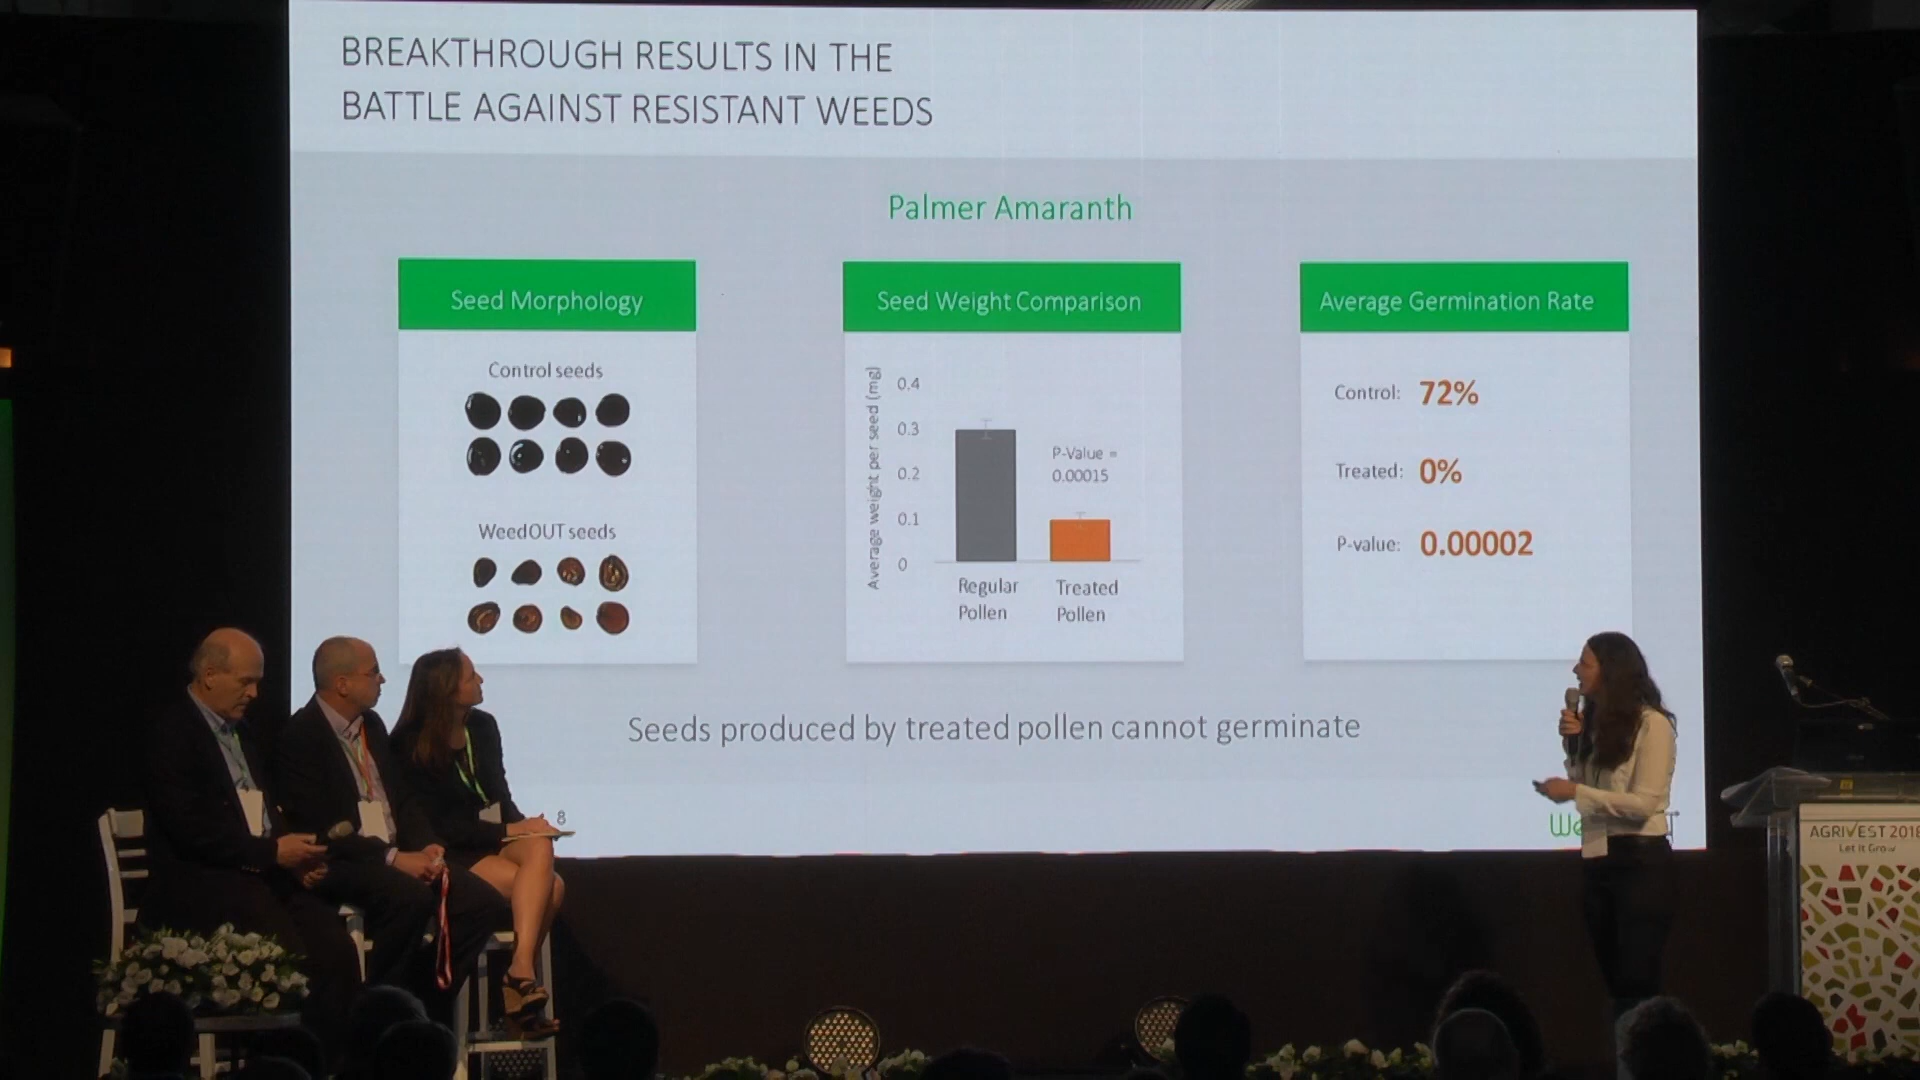 BREAKTHROUGH RESULTS IN THE
BATTLE AGAINST RESISTANT WEEDS
Palmer Amaranth
Seed Morphology
Control seeds
WeedOUT seeds
Seed Weight Comparison
Average weight per seed (mg)
0.4
0.3
0.2
0.1
0
P-Value =
0.00015
Regular
Pollen
Treated
Pollen
Average Germination Rate
Control: 72%
Treated: 0%
P-value: 0.00002
Seeds produced by treated pollen cannot germinate
8
AGRIVEST 2018
Let It Grow